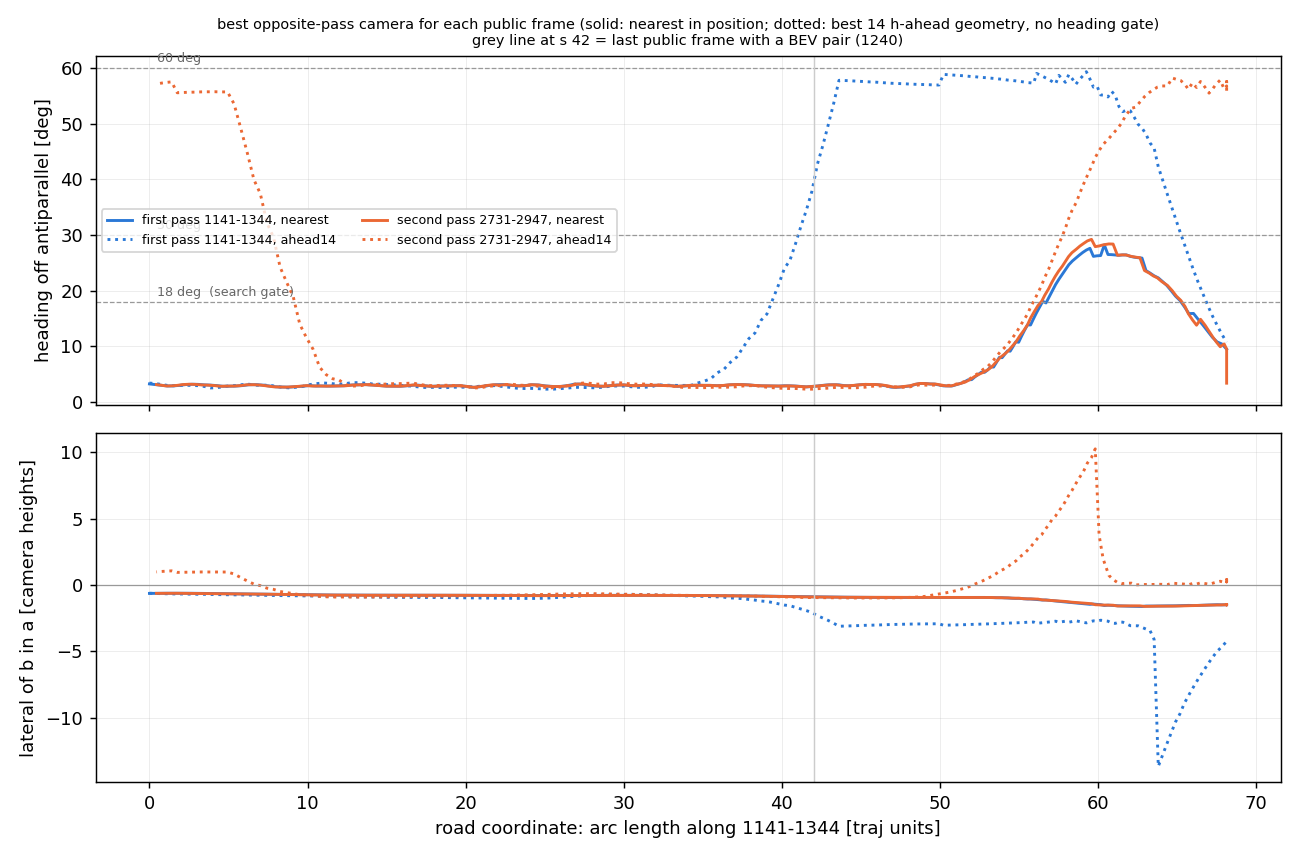 best opposite-pass camera for each public frame (solid: nearest in position; dotted: best 14 h-ahead geometry, no heading gate)
grey line at s 42 = last public frame with a BEV pair (1240)
heading off antiparallel [deg]
60
50
40
30
20
10
0
60 deg
30 deg
18 deg (search gate)
first pass 1141-1344, nearest
first pass 1141-1344, ahead14
second pass 2731-2947, nearest
second pass 2731-2947, ahead14
lateral of b in a [camera heights]
10
5
0
−5
−10
0
10
20
30
40
50
60
70
road coordinate: arc length along 1141-1344 [traj units]